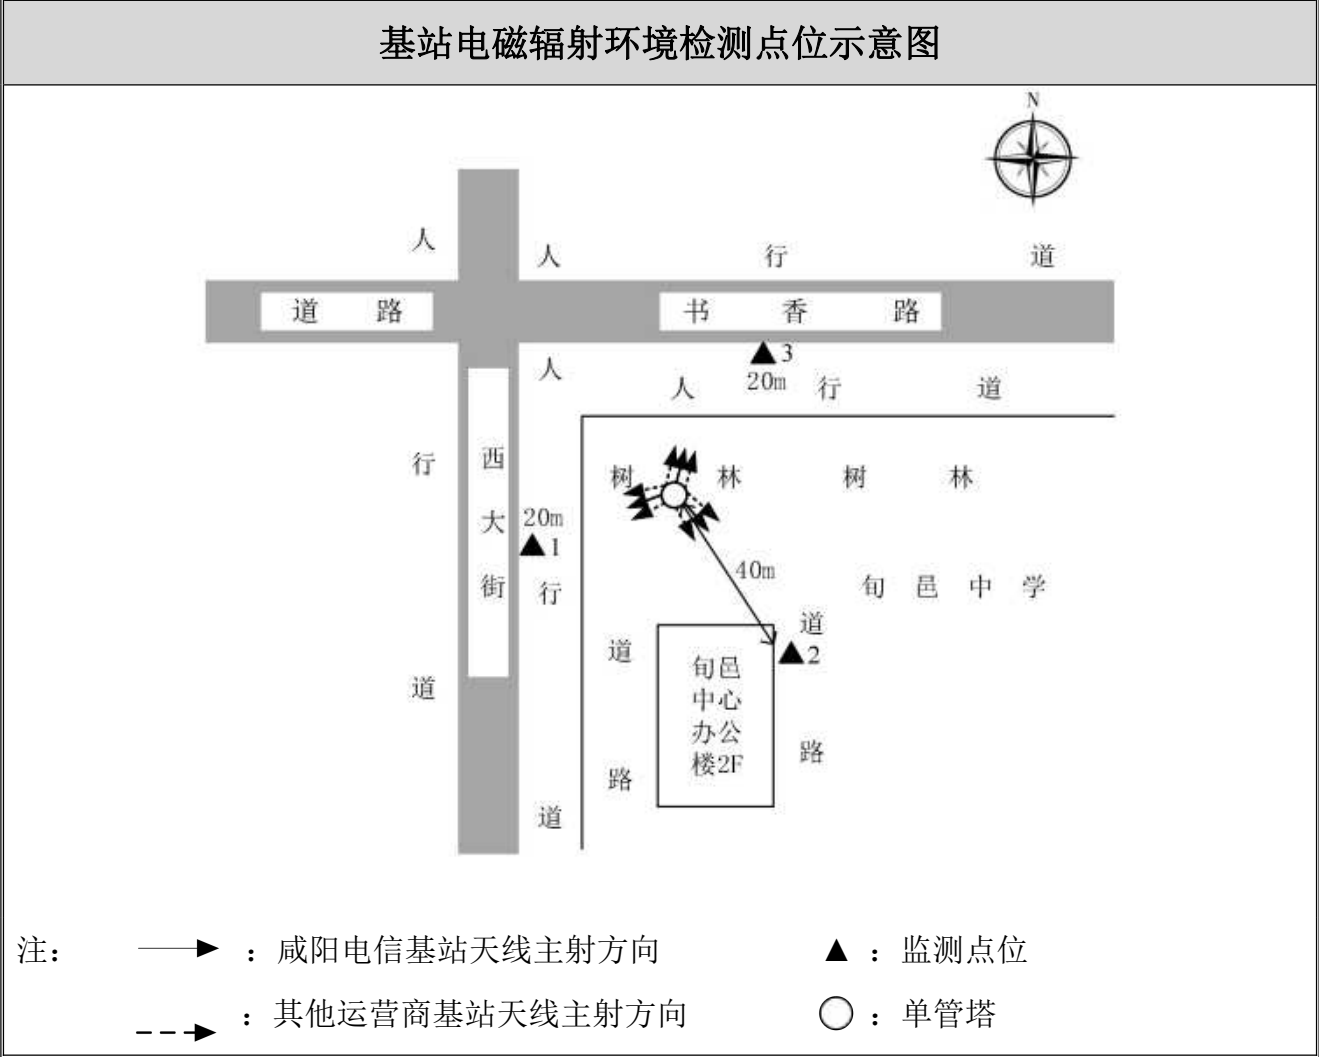 基站电磁辐射环境检测点位示意图
N
人
人 行 道
道 路
书 香 路
3
人
20m
人 行 道
行
西大街
树 林 树 林
20m
1
行
40m
旬 邑 中 学
道
2
道
旬邑
中心
办公
楼2F
道
路
路
道
注：
：咸阳电信基站天线主射方向
：监测点位
：其他运营商基站天线主射方向
：单管塔